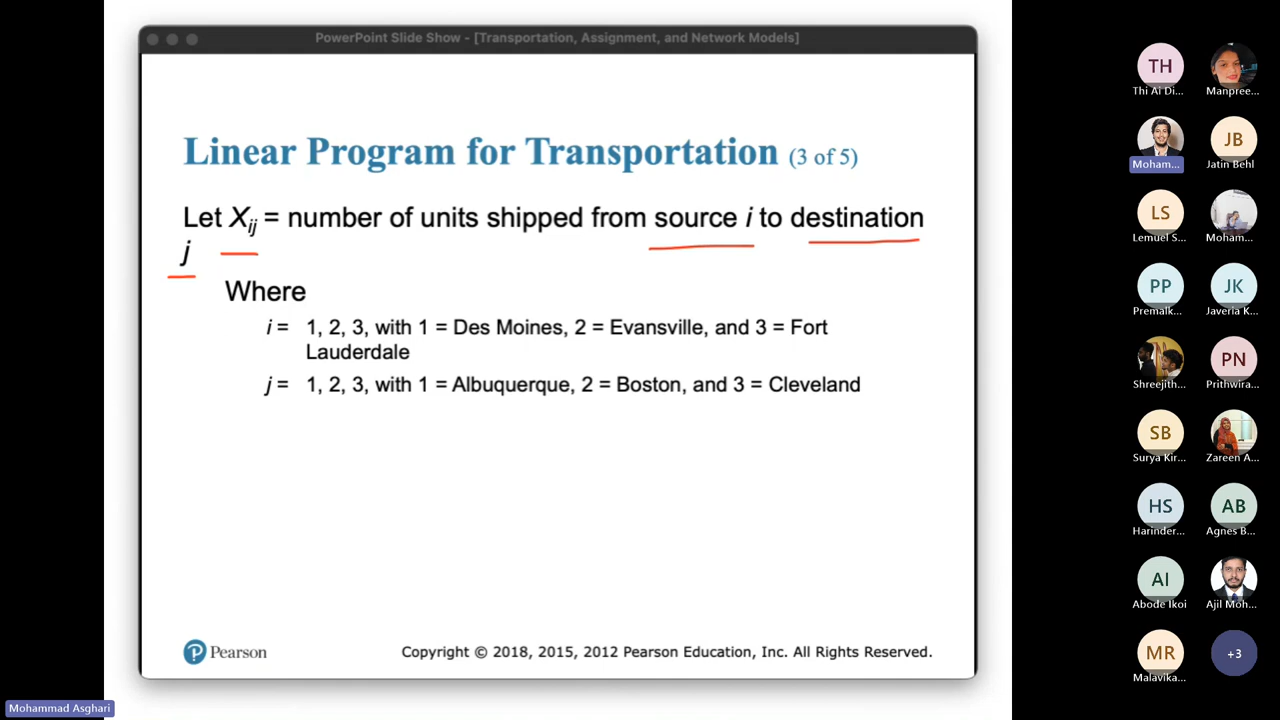 PowerPoint Slide Show - [Transportation, Assignment, and Network Models]
Linear Program for Transportation (3 of 5)
Let Xij = number of units shipped from source i to destination
j
Where
i = 1, 2, 3, with 1 = Des Moines, 2 = Evansville, and 3 = Fort
Lauderdale
j = 1, 2, 3, with 1 = Albuquerque, 2 = Boston, and 3 = Cleveland
Pearson
Copyright © 2018, 2015, 2012 Pearson Education, Inc. All Rights Reserved.
Mohammad Asghari
TH
Thi Ai Di... Manpree...
JB
Moham... Jatin Behl
LS
Lemuel S... Moham...
PP JK
Premalk... Javeria K...
PN
Shreejith... Prithwira...
SB
Surya Kir... Zareen A...
HS AB
Harinder... Agnes B...
AI
Abode Ikoi Ajil Moh...
MR +3
Malavika...